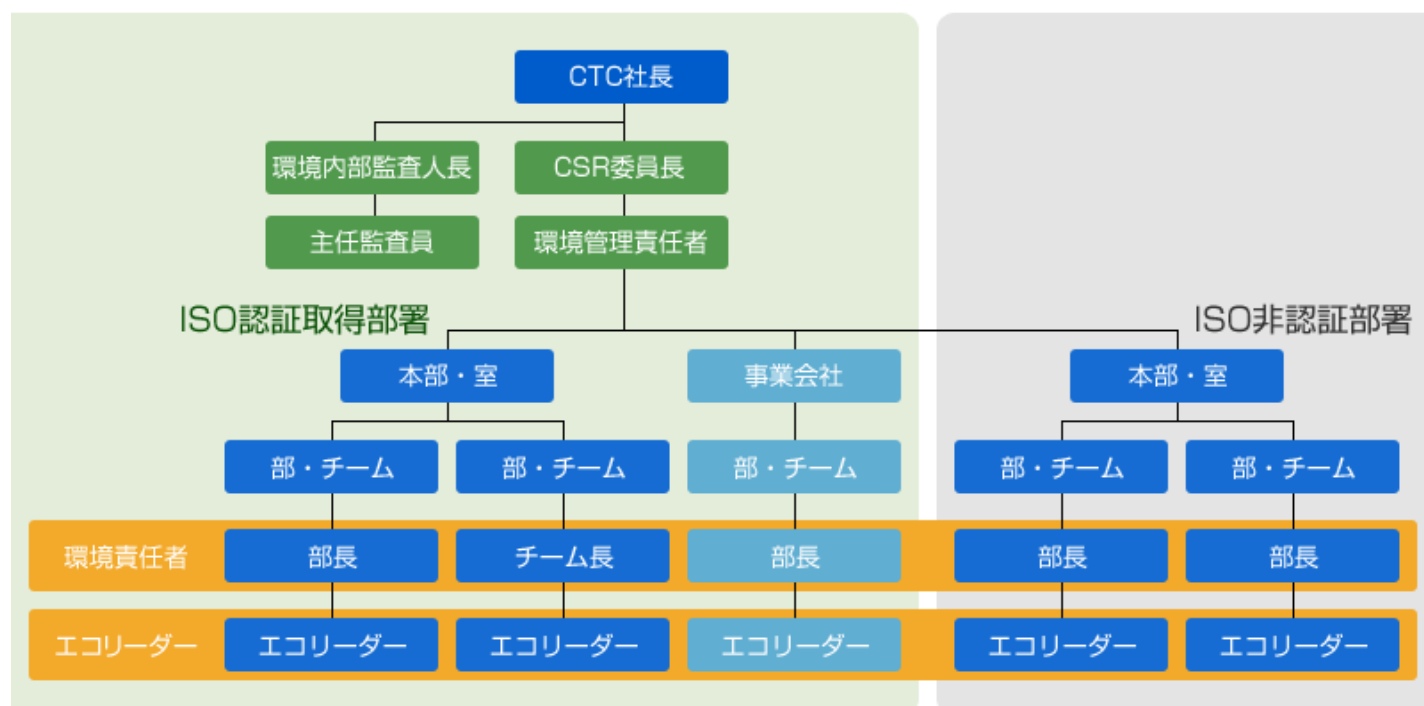 CTC社長
環境内部監査人長
CSR委員長
主任監査員
環境管理責任者
ISO認証取得部署
ISO非認証部署
本部・室
事業会社
本部・室
部・チーム
部・チーム
部・チーム
部・チーム
部・チーム
環境責任者
部長
チーム長
部長
部長
部長
エコリーダー
エコリーダー
エコリーダー
エコリーダー
エコリーダー
エコリーダー